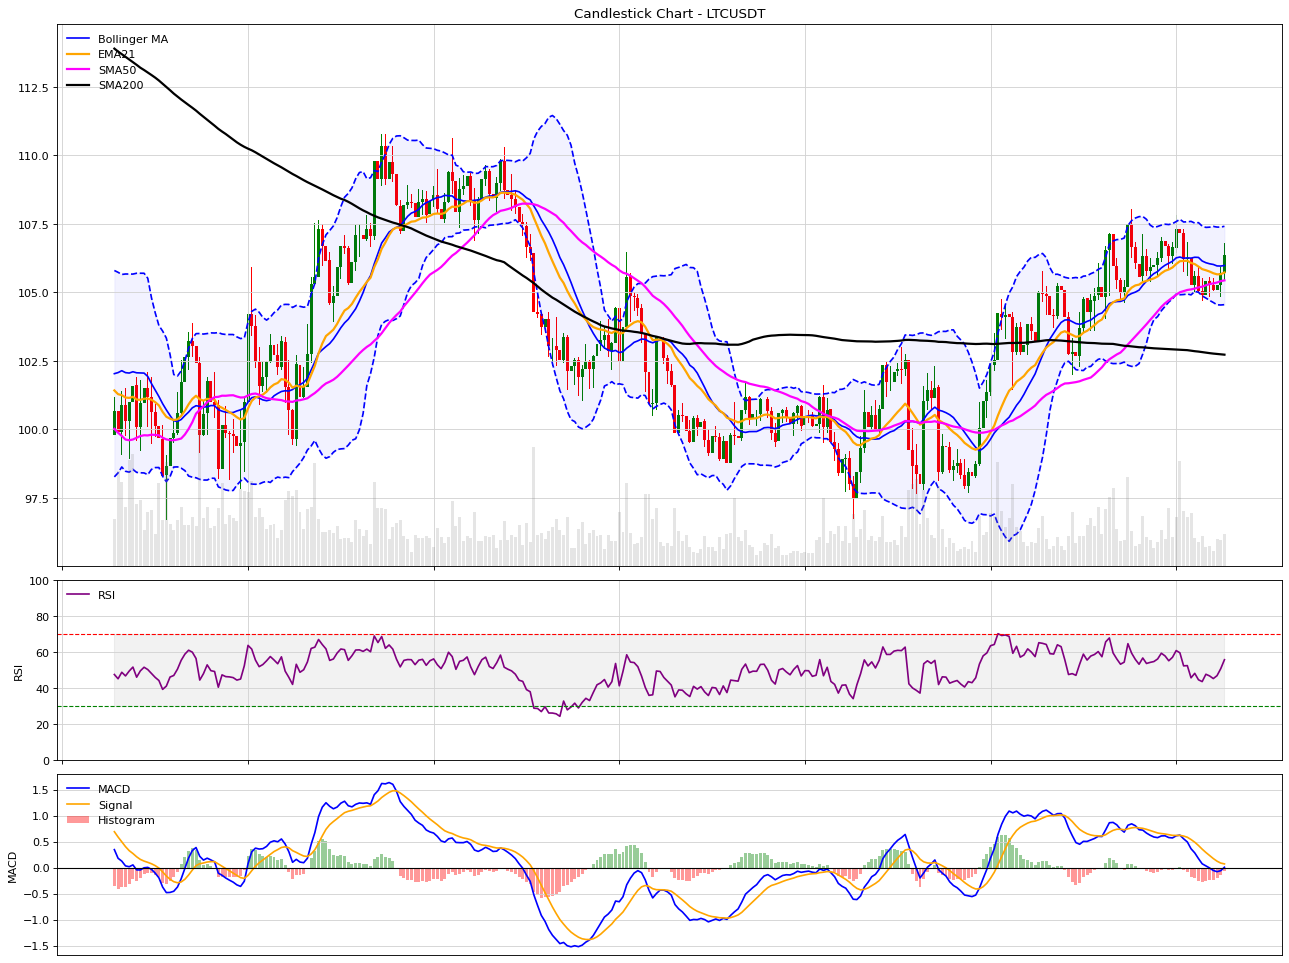 Candlestick Chart - LTCUSDT
Bollinger MA
EMA21
SMA50
SMA200
112.5
110.0
107.5
105.0
102.5
100.0
97.5
RSI
100
80
60
40
20
0
RSI
MACD
Signal
Histogram
1.5
1.0
0.5
0.0
−0.5
−1.0
−1.5
MACD